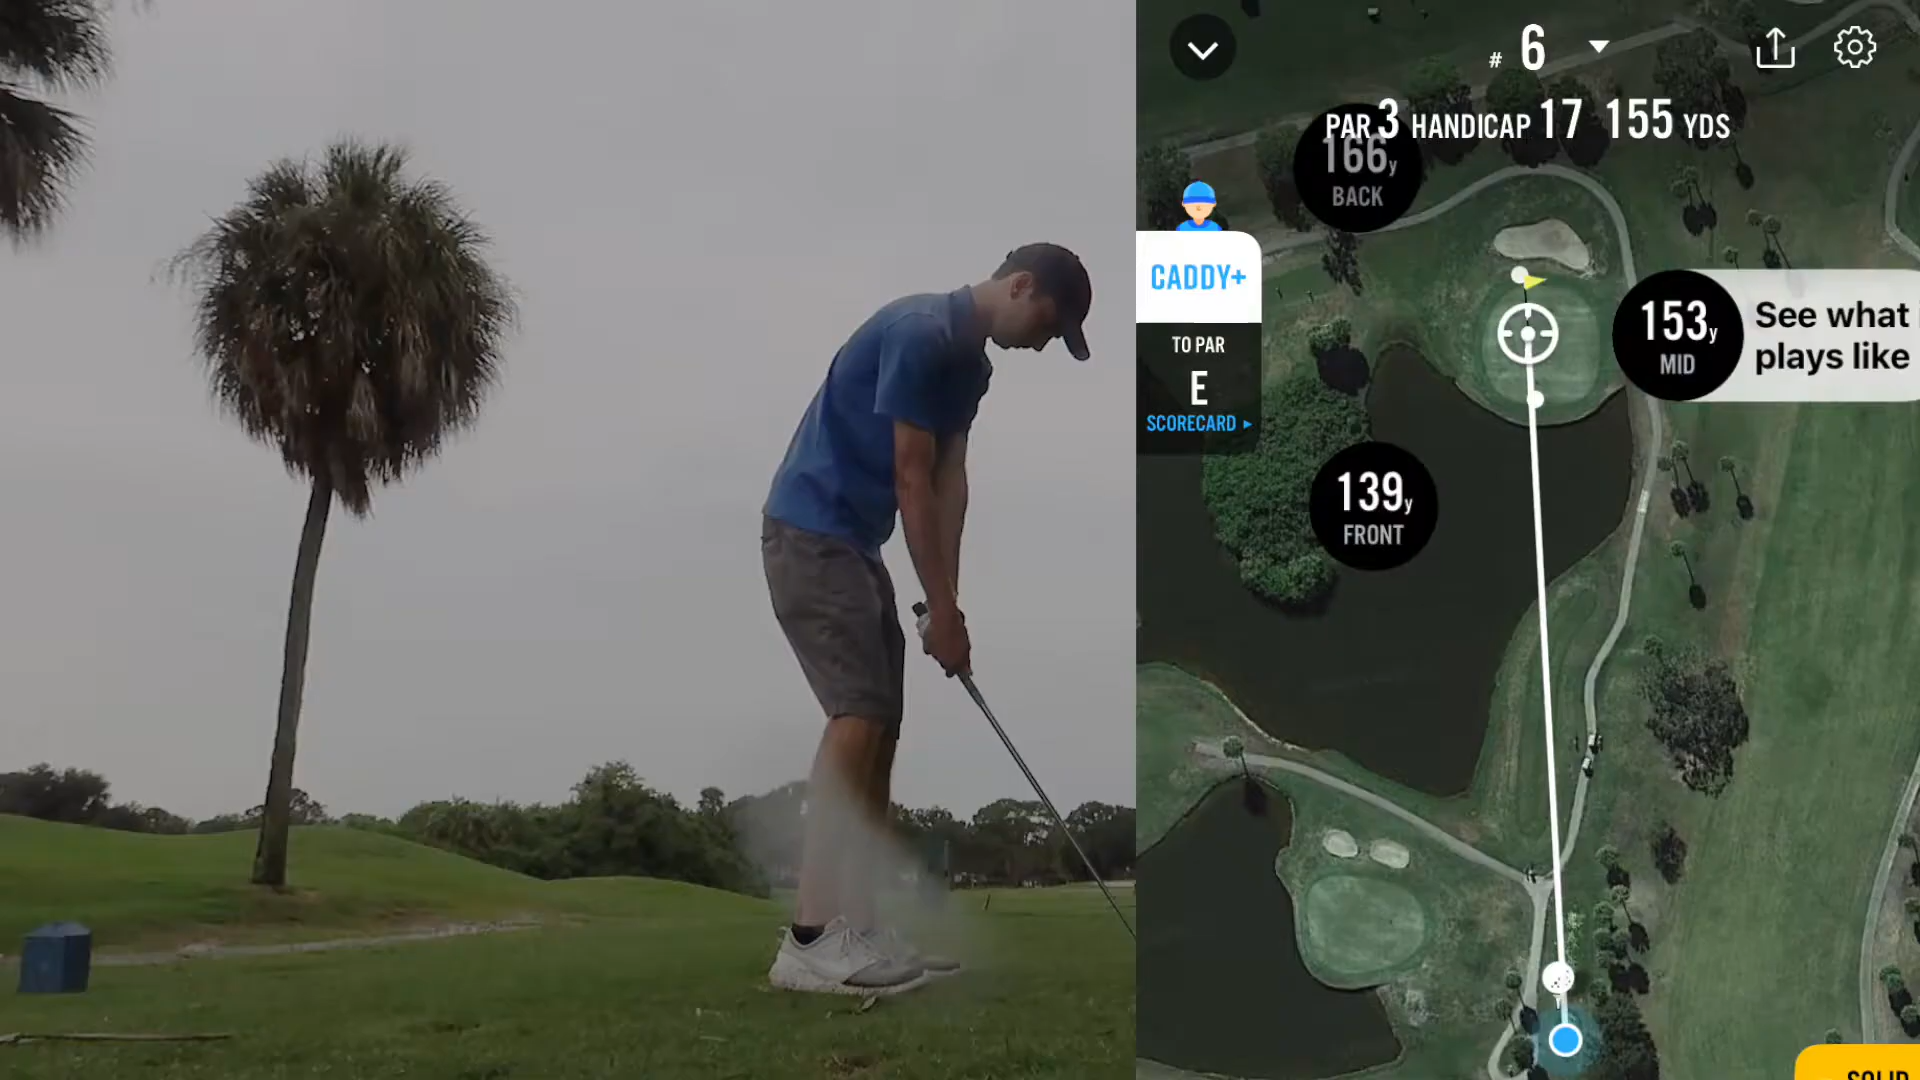 # 6
PAR 3 HANDICAP 17 155 YDS
166y
BACK
CADDY+
TO PAR
E
SCORECARD ▸
153y
MID
See what
plays like
139y
FRONT